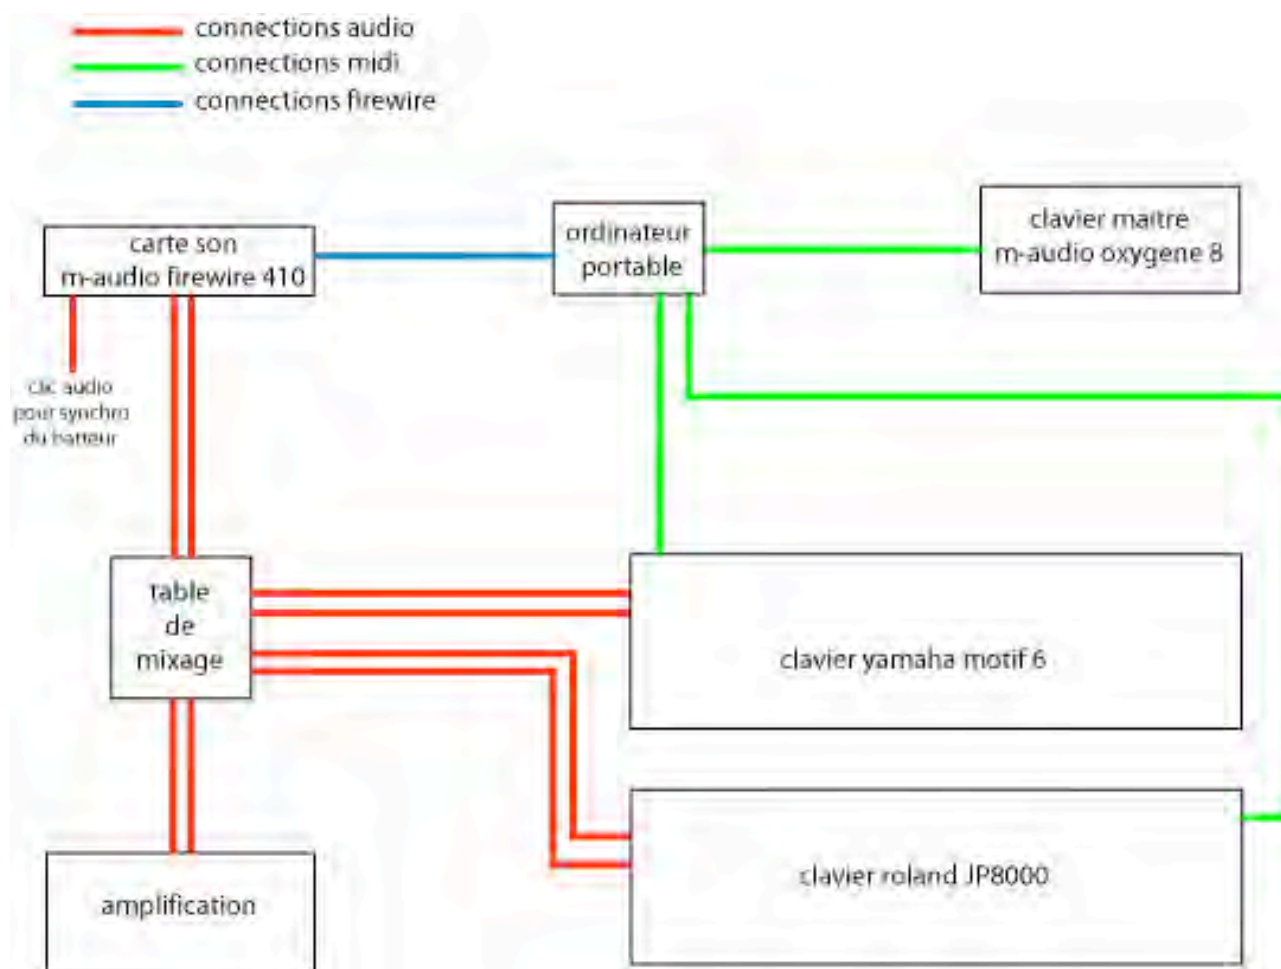 connections audio
connections midi
connections firewire
carte son
m-audio firewire 410
ordinateur
portable
clavier maitre
m-audio oxygene 8
clic audio
pour synchro
du batteur
table
de
mixage
clavier yamaha motif 6
clavier roland JP8000
amplification